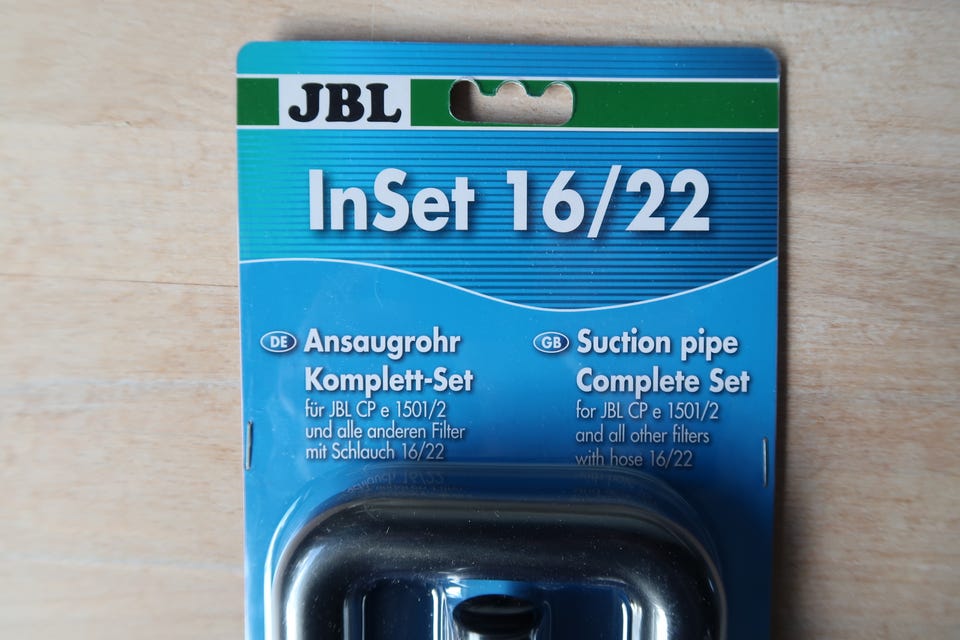 JBL
InSet 16/22
DE Ansaugrohr
Komplett-Set
für JBL CP e 1501/2
und alle anderen Filter
mit Schlauch 16/22
GB Suction pipe
Complete Set
for JBL CP e 1501/2
and all other filters
with hose 16/22